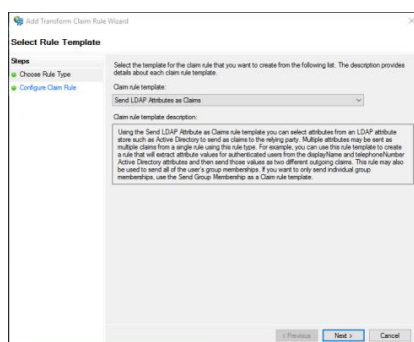 Add Transform Claim Rule Wizard
Select Rule Template
Steps
Choose Rule Type
Configure Claim Rule
Select the template for the claim rule that you want to create from the following list. The description provides
details about each claim rule template.
Claim rule template:
Send LDAP Attributes as Claims
Claim rule template description:
Using the Send LDAP Attribute as Claims rule template you can select attributes from an LDAP attribute
store such as Active Directory to send as claims to the relying party. Multiple attributes may be sent as
multiple claims from a single rule using this rule type. For example, you can use this rule template to create
a rule that will extract attribute values for authenticated users from the displayName and telephoneNumber
Active Directory attributes and then send those values as two different outgoing claims. This rule may also
be used to send all of the user's group memberships. If you want to only send individual group
memberships, use the Send Group Membership as a Claim rule template.
< Previous
Next >
Cancel